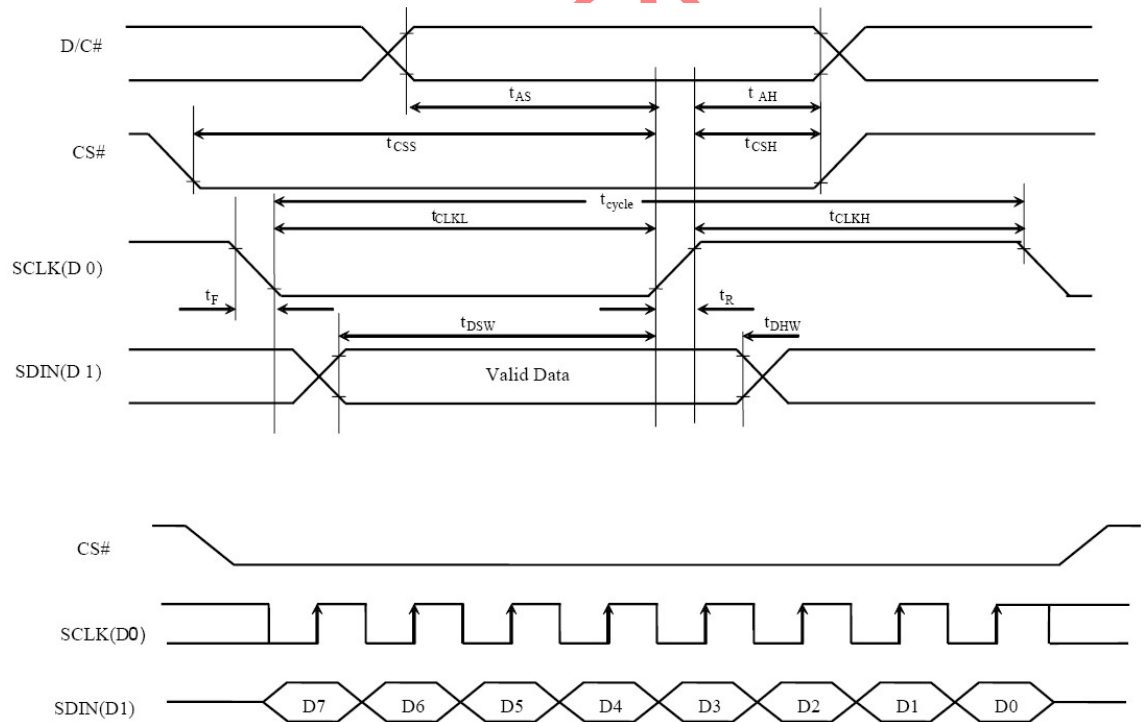 D/C#
tAS
t AH
tCSS
tCSH
CS#
tcycle
tCLKL
tCLKH
SCLK(D 0)
tF
tR
tDSW
tDHW
SDIN(D 1)
Valid Data
CS#
SCLK(D0)
SDIN(D1)
D7 D6 D5 D4 D3 D2 D1 D0